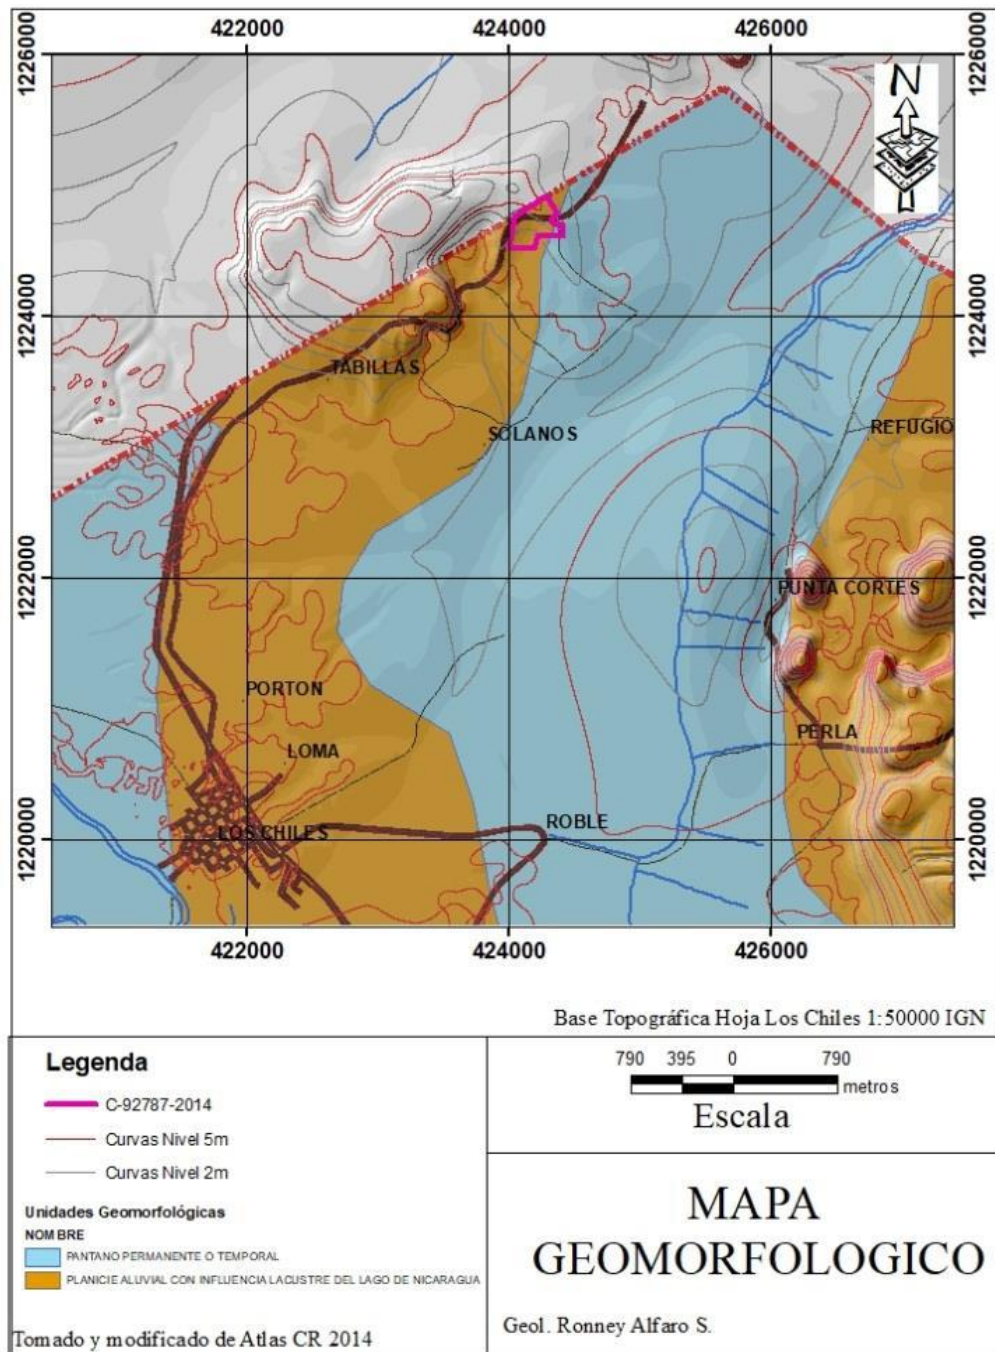 422000 424000 426000
1226000 1226000
N
1224000 1224000
TABILLAS
REFUGIO
SOLANOS
1222000 1222000
PUNTA CORTES
PORTON
PERLA
LOMA
ROBLE
LOS CHILES
1220000 1220000
422000 424000 426000
Base Topográfica Hoja Los Chiles 1:50000 IGN
Legenda
C-92787-2014
Curvas Nivel 5m
Curvas Nivel 2m
Unidades Geomorfológicas
NOMBRE
PANTANO PERMANENTE O TEMPORAL
PLANICIE ALUVIAL CON INFLUENCIA LACUSTRE DEL LAGO DE NICARAGUA
Tomado y modificado de Atlas CR 2014
790 395 0 790
metros
Escala
MAPA
GEOMORFOLOGICO
Geol. Ronney Alfaro S.